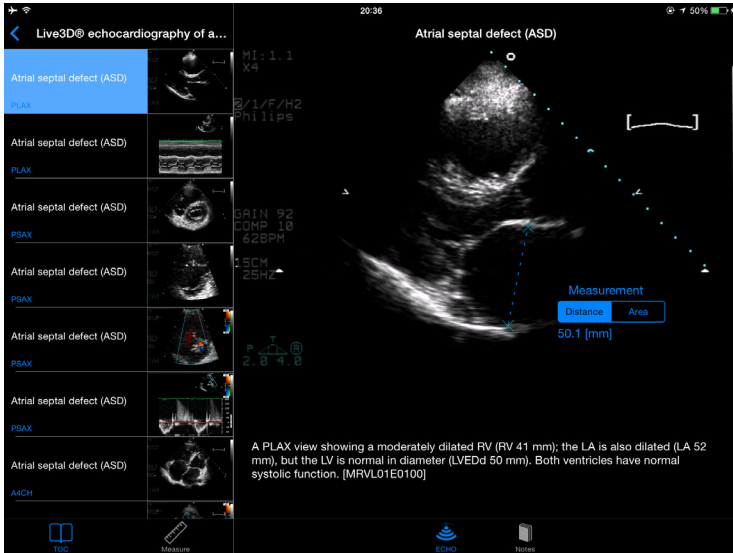 20:36
50%
Live3D® echocardiography of a...
Atrial septal defect (ASD)
PLAX
Atrial septal defect (ASD)
PLAX
Atrial septal defect (ASD)
PSAX
Atrial septal defect (ASD)
PSAX
Atrial septal defect (ASD)
PSAX
Atrial septal defect (ASD)
PSAX
Atrial septal defect (ASD)
A4CH
TOC
Measure
Atrial septal defect (ASD)
MI:1.1
X4
2/1/F/H2
Philips
GAIN 92
COMP 10
62BPM
15CM
25HZ
P T R
2.0 4.0
Measurement
Distance Area
50.1 [mm]
A PLAX view showing a moderately dilated RV (RV 41 mm); the LA is also dilated (LA 52
mm), but the LV is normal in diameter (LVEDd 50 mm). Both ventricles have normal
systolic function. [MRVL01E0100]
ECHO
Notes